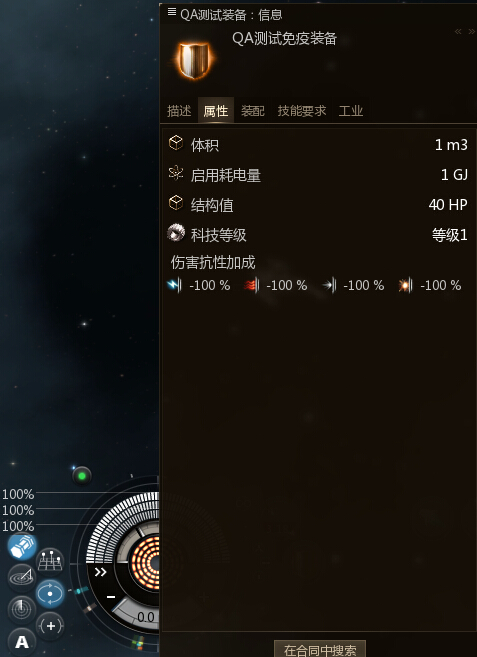 QA测试装备：信息
QA测试免疫装备
描述 属性 装配 技能要求 工业
体积 1 m3
启用耗电量 1 GJ
结构值 40 HP
科技等级 等级1
伤害抗性加成
-100 % -100 % -100 % -100 %
100%
100%
100%
0.0
A
在合同中搜索